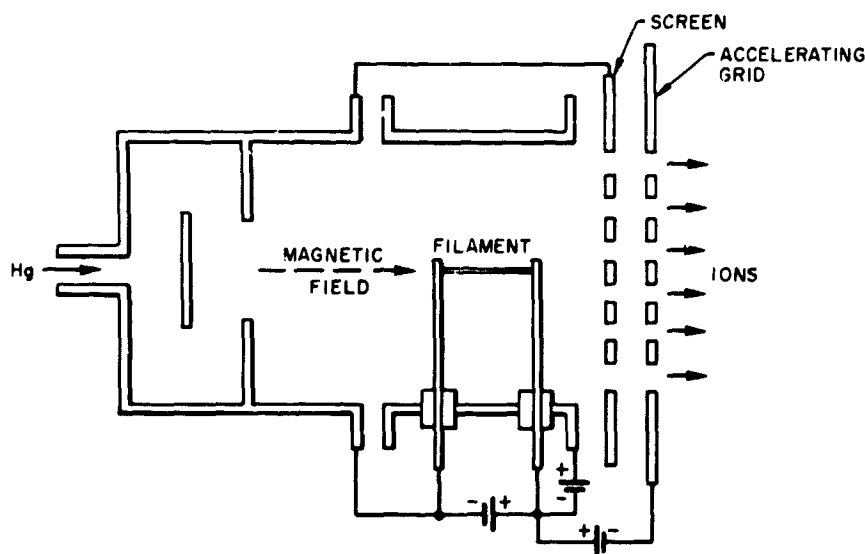 SCREEN
ACCELERATING
GRID
MAGNETIC
FIELD
FILAMENT
Hg
IONS
+
-
- +
+ -